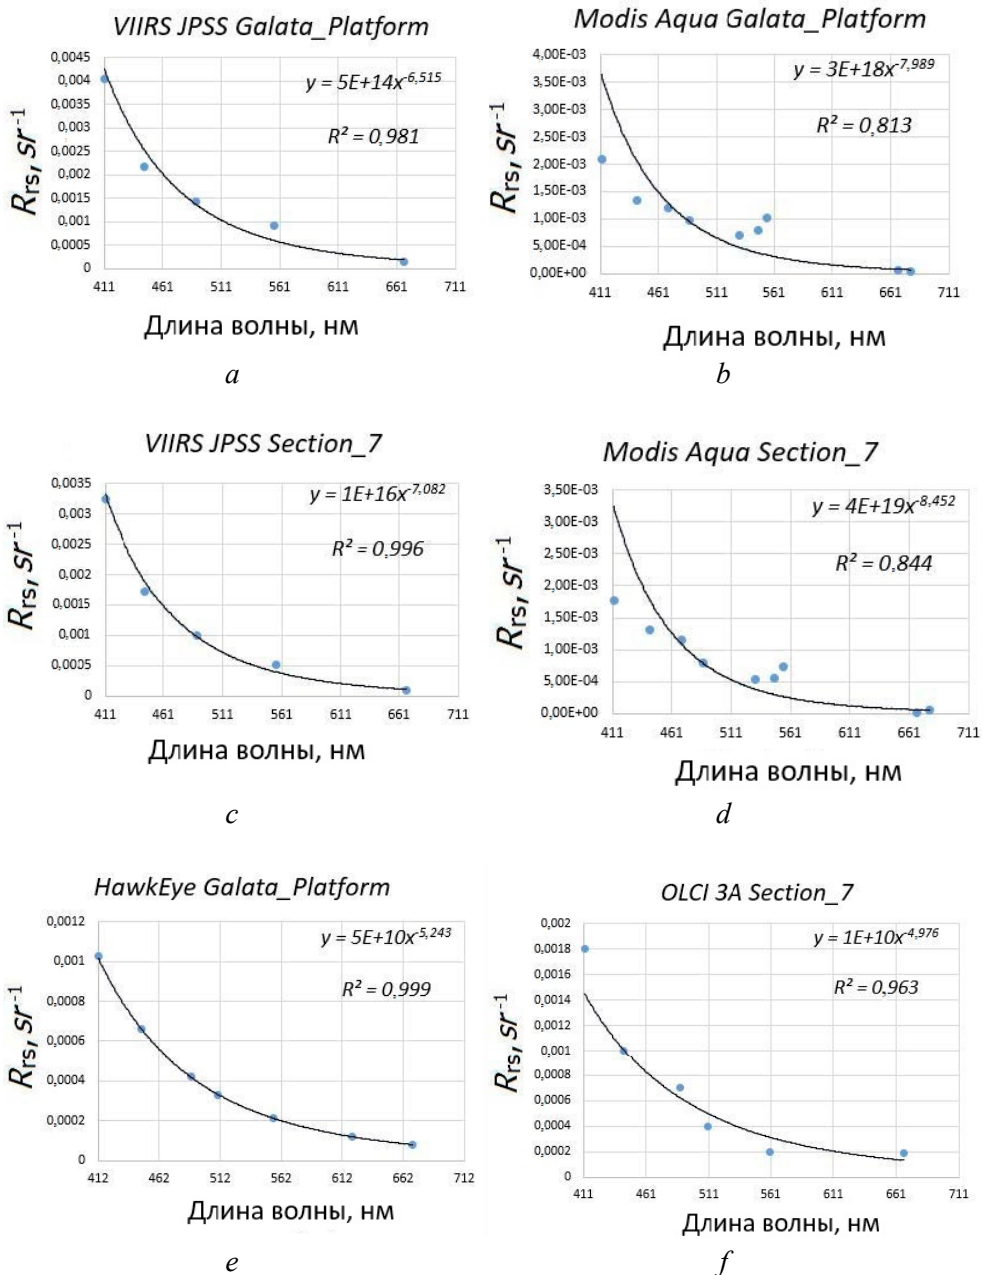 VIIRS JPSS Galata_Platform
0,0045
0,004
0,0035
0,003
0,0025
0,002
0,0015
0,001
0,0005
0
y = 5E+14x^-6,515
R² = 0,981
R_rs, sr^-1
411 461 511 561 611 661 711
Длина волны, нм
a
Modis Aqua Galata_Platform
4,00E-03
3,50E-03
3,00E-03
2,50E-03
2,00E-03
1,50E-03
1,00E-03
5,00E-04
0,00E+00
y = 3E+18x^-7,989
R² = 0,813
R_rs, sr^-1
411 461 511 561 611 661 711
Длина волны, нм
b
VIIRS JPSS Section_7
0,0035
0,003
0,0025
0,002
0,0015
0,001
0,0005
0
y = 1E+16x^-7,082
R² = 0,996
R_rs, sr^-1
411 461 511 561 611 661 711
Длина волны, нм
c
Modis Aqua Section_7
3,50E-03
3,00E-03
2,50E-03
2,00E-03
1,50E-03
1,00E-03
5,00E-04
0,00E+00
y = 4E+19x^-8,452
R² = 0,844
R_rs, sr^-1
411 461 511 561 611 661 711
Длина волны, нм
d
HawkEye Galata_Platform
0,0012
0,001
0,0008
0,0006
0,0004
0,0002
0
y = 5E+10x^-5,243
R² = 0,999
R_rs, sr^-1
412 462 512 562 612 662 712
Длина волны, нм
e
OLCI 3A Section_7
0,002
0,0018
0,0016
0,0014
0,0012
0,001
0,0008
0,0006
0,0004
0,0002
0
y = 1E+10x^-4,976
R² = 0,963
R_rs, sr^-1
411 461 511 561 611 661 711
Длина волны, нм
f